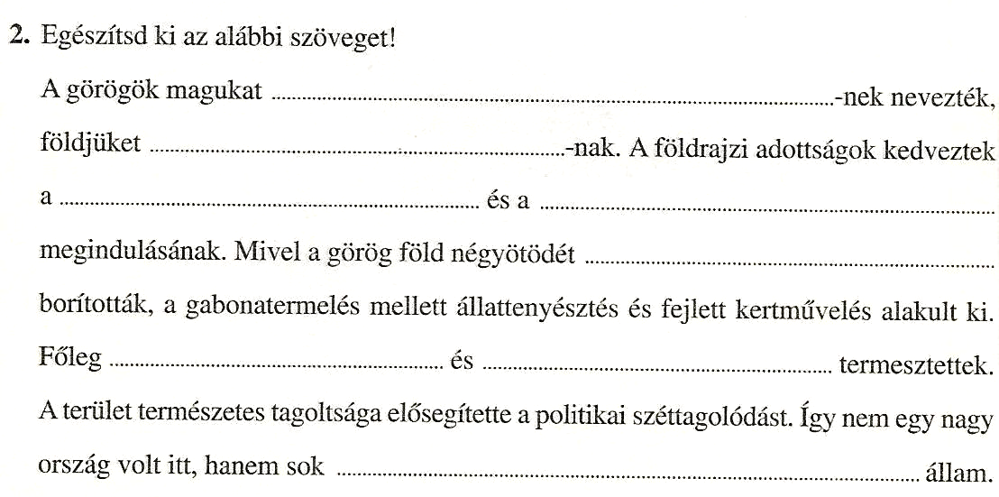 2. Egészítsd ki az alábbi szöveget!
A görögök magukat ........................ -nek nevezték,
földjüket ........................ -nak. A földrajzi adottságok kedveztek
a ........................ és a ........................
megindulásának. Mivel a görög föld négyötödét ........................
borították, a gabonatermelés mellett állattenyésztés és fejlett kertművelés alakult ki.
Főleg ........................ és ........................ termesztettek.
A terület természetes tagoltsága elősegítette a politikai széttagolódást. Így nem egy nagy
ország volt itt, hanem sok ........................ állam.